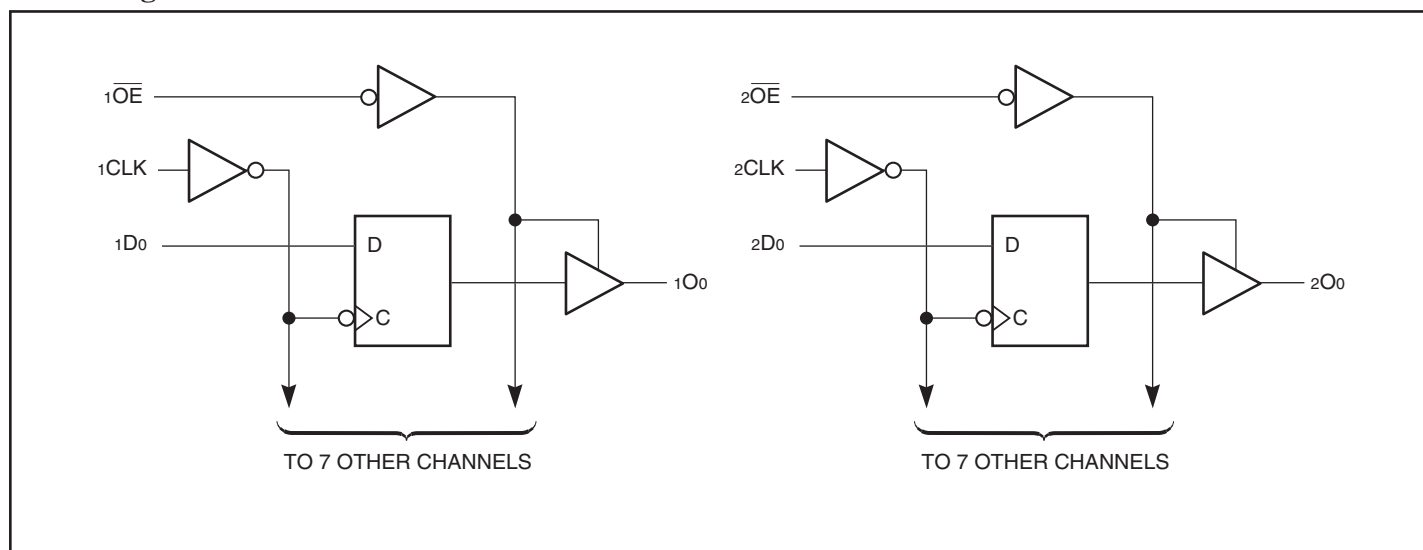 1OE
1CLK
1D0
D
C
1O0
TO 7 OTHER CHANNELS
2OE
2CLK
2D0
D
C
2O0
TO 7 OTHER CHANNELS